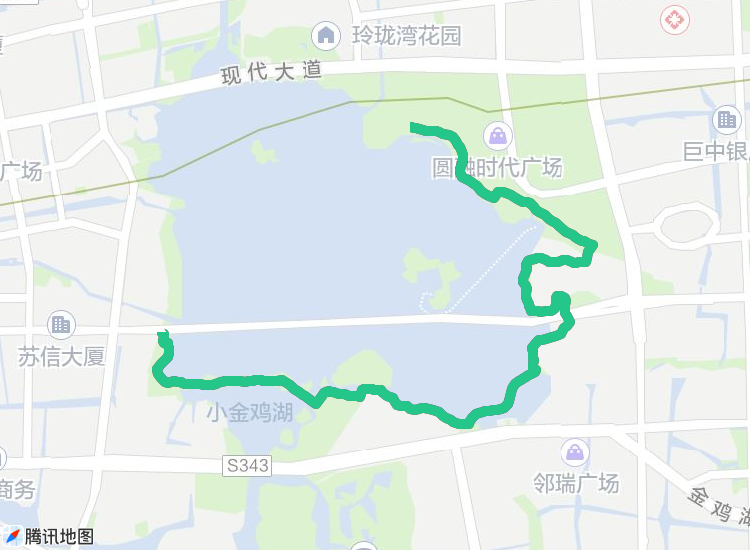 玲珑湾花园
现代大道
厦
广场
圆融时代广场
巨中银
苏信大厦
小金鸡湖
S343
邻瑞广场
商务
金鸡湖
腾讯地图